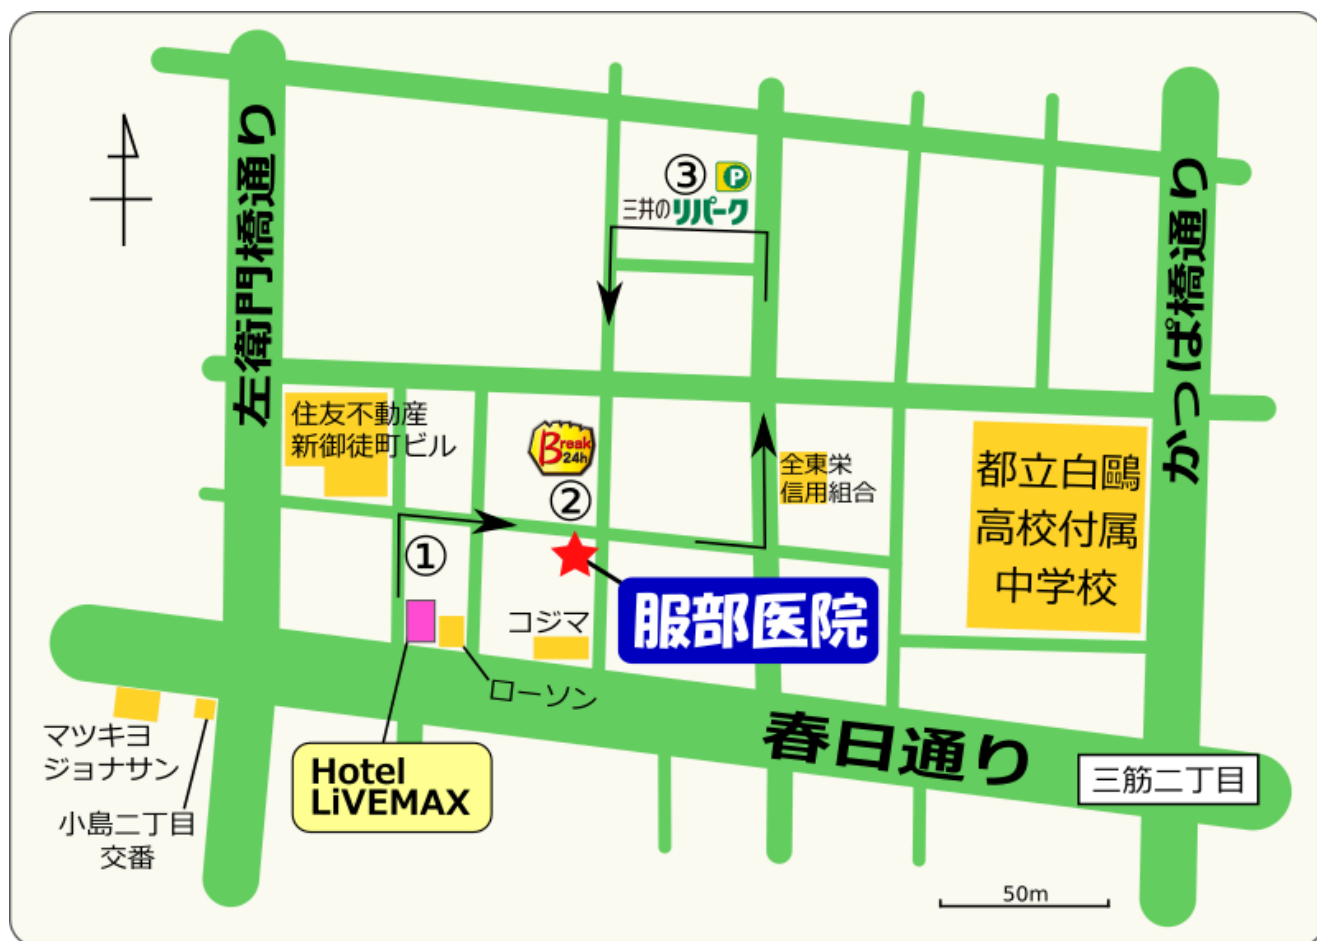 左衛門橋通り
かっぱ橋通り
③
P
三井のリパーク
住友不動産
新御徒町ビル
Break
24h
②
全東栄
信用組合
都立白鷗
高校付属
中学校
①
服部医院
コジマ
ローソン
春日通り
Hotel
LiVEMAX
マツキヨ
ジョナサン
小島二丁目
交番
三筋二丁目
50m